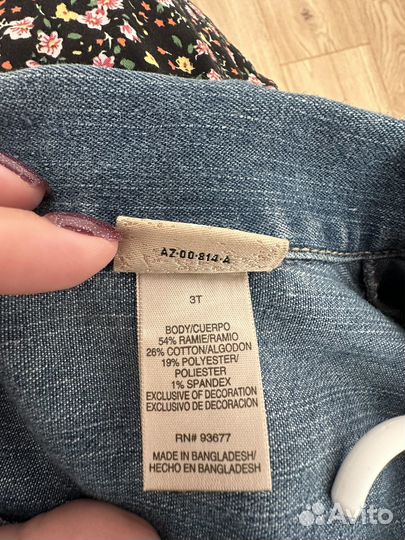 AZ-00-814-A
3T
BODY/CUERPO
54% RAMIE/RAMIO
26% COTTON/ALGODON
19% POLYESTER/
POLIESTER
1% SPANDEX
EXCLUSIVE OF DECORATION
EXCLUSIVO DE DECORACION
RN# 93677
MADE IN BANGLADESH/
HECHO EN BANGLADESH
Avito